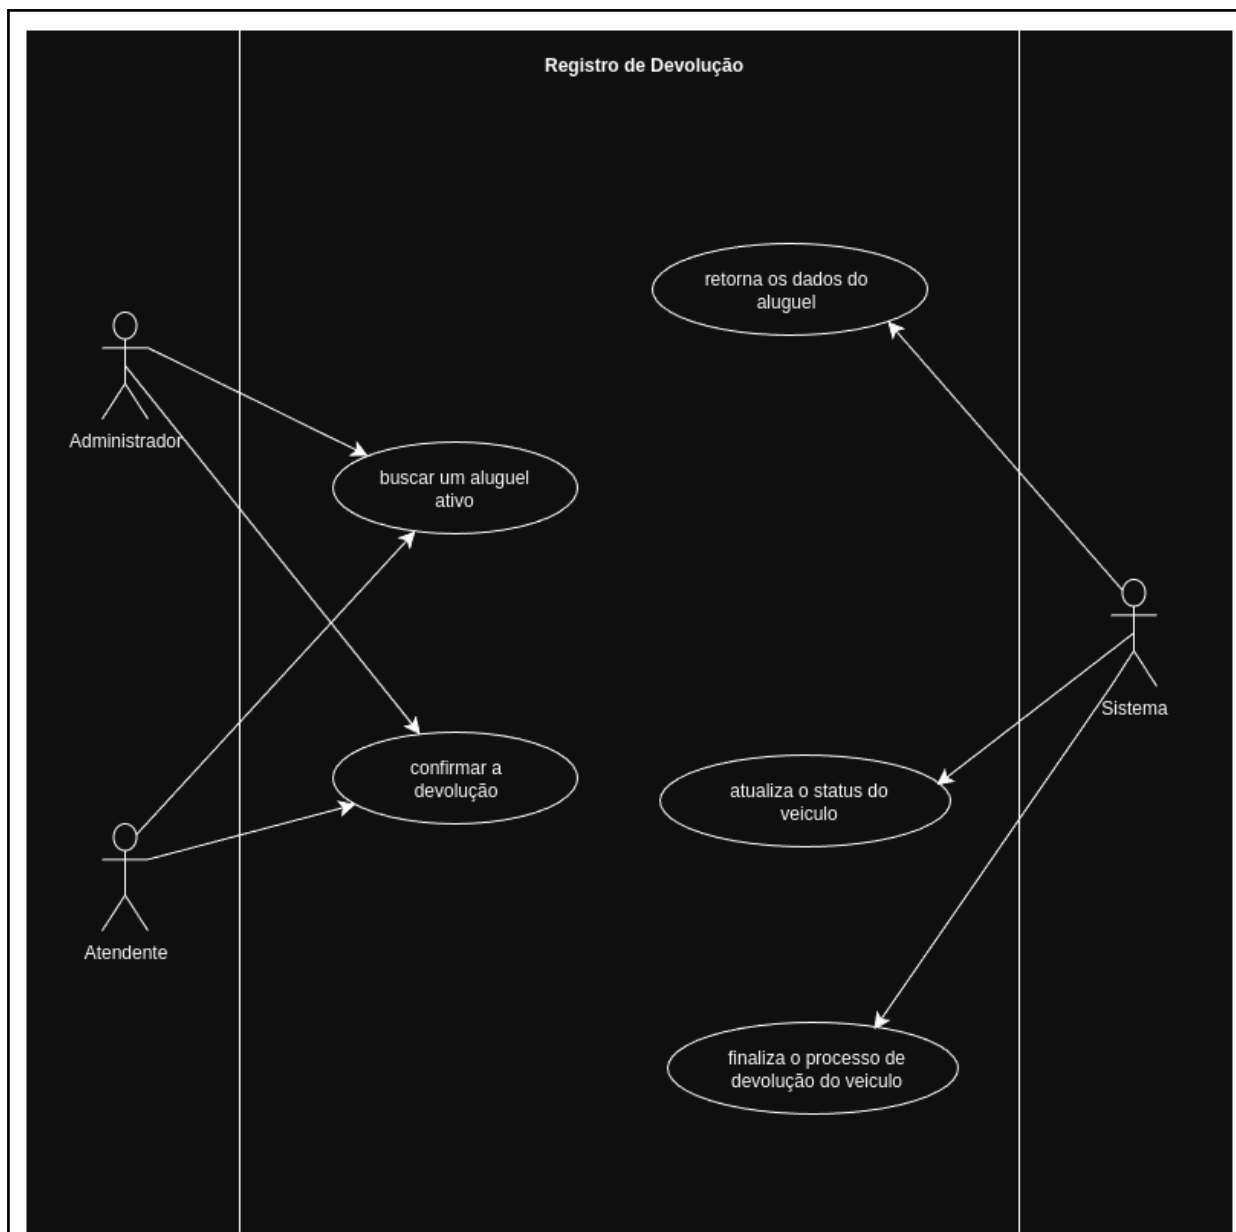 Registro de Devolução
retorna os dados do
aluguel
Administrador
buscar um aluguel
ativo
Sistema
confirmar a
devolução
atualiza o status do
veiculo
Atendente
finaliza o processo de
devolução do veiculo